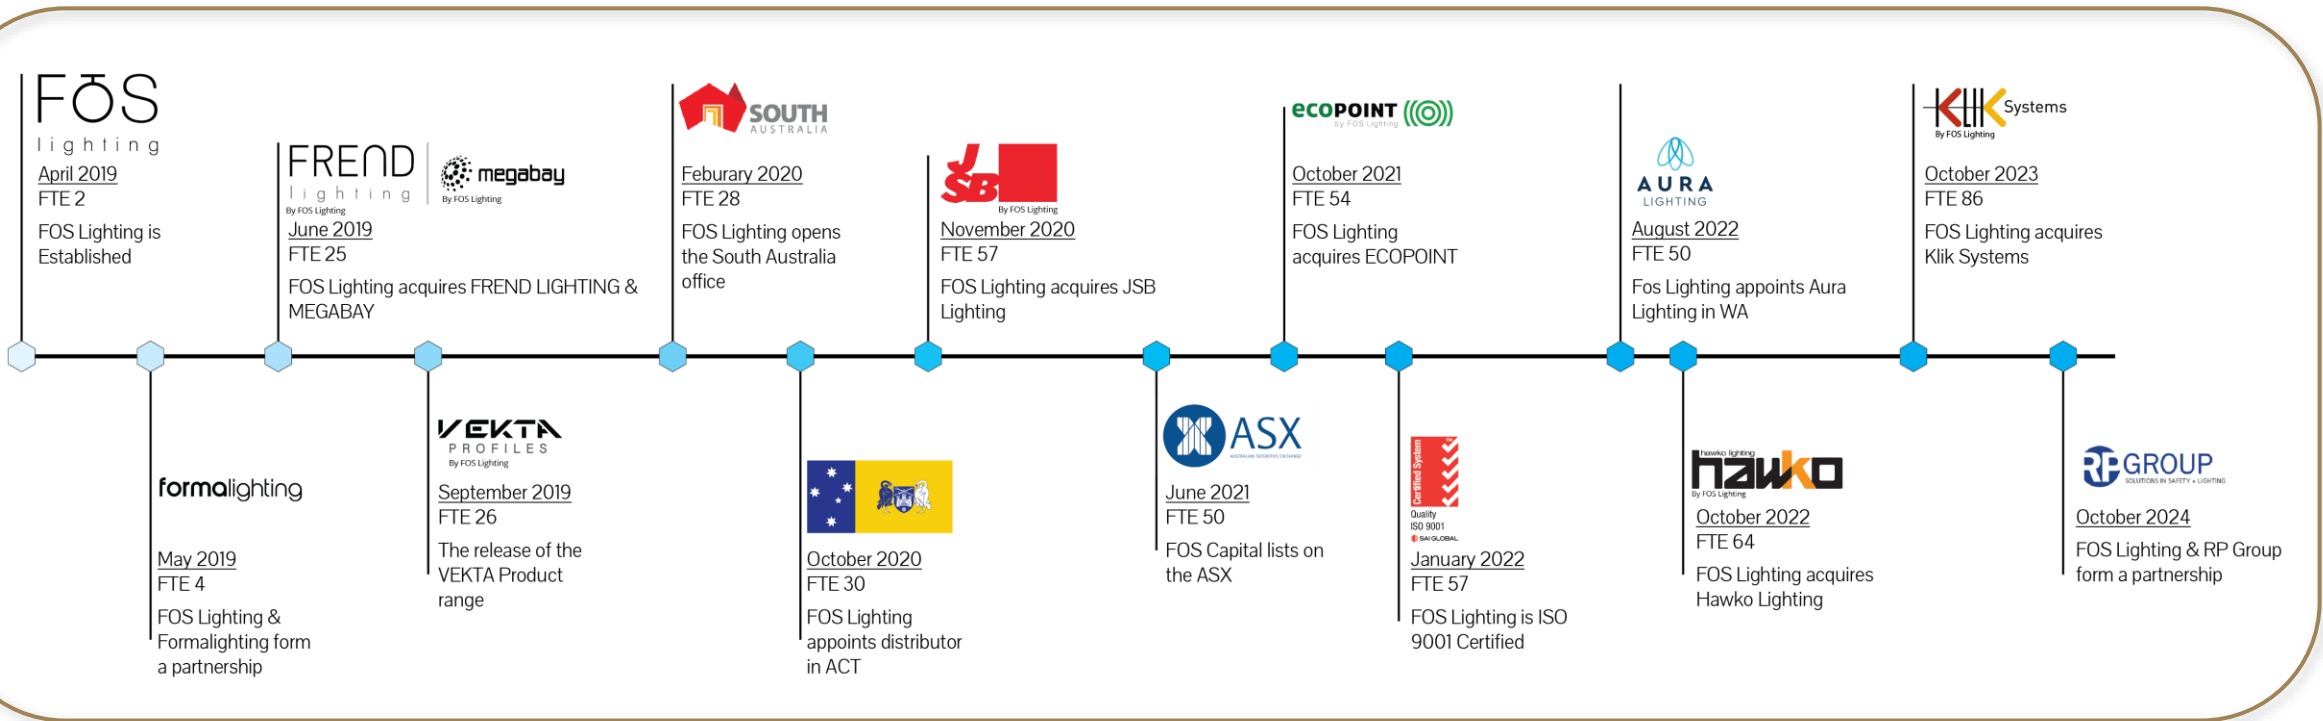 FOS
lighting
April 2019
FTE 2
FOS Lighting is
Established
formalighting
May 2019
FTE 4
FOS Lighting &
Formalighting form
a partnership
FREND
lighting
By FOS Lighting
megabay
By FOS Lighting
June 2019
FTE 25
FOS Lighting acquires FREND LIGHTING &
MEGABAY
VEKTA
PROFILES
By FOS Lighting
September 2019
FTE 26
The release of the
VEKTA Product
range
SOUTH
AUSTRALIA
Feburary 2020
FTE 28
FOS Lighting opens
the South Australia
office
October 2020
FTE 30
FOS Lighting
appoints distributor
in ACT
JSB
By FOS Lighting
November 2020
FTE 57
FOS Lighting acquires JSB
Lighting
ASX
AUSTRALIAN SECURITIES EXCHANGE
June 2021
FTE 50
FOS Capital lists on
the ASX
ecoPOINT
by FOS Lighting
October 2021
FTE 54
FOS Lighting
acquires ECOPOINT
Certified System
TM
Quality
ISO 9001
SAI GLOBAL
January 2022
FTE 57
FOS Lighting is ISO
9001 Certified
AURA
LIGHTING
August 2022
FTE 50
Fos Lighting appoints Aura
Lighting in WA
hawko lighting
hawko
By FOS Lighting
October 2022
FTE 64
FOS Lighting acquires
Hawko Lighting
KLIK Systems
By FOS Lighting
October 2023
FTE 86
FOS Lighting acquires
Klik Systems
RP GROUP
SOLUTIONS IN SAFETY + LIGHTING
October 2024
FOS Lighting & RP Group
form a partnership